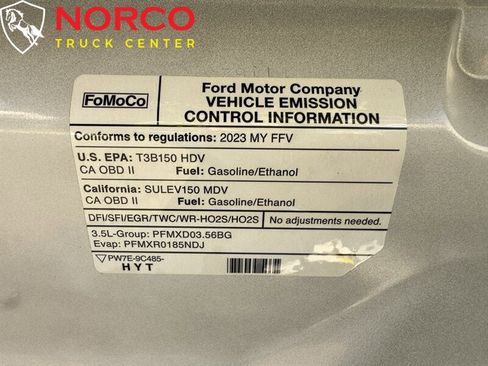 NORCO
TRUCK CENTER
FoMoCo
Ford Motor Company
VEHICLE EMISSION
CONTROL INFORMATION
Conforms to regulations: 2023 MY FFV
U.S. EPA: T3B150 HDV
CA OBD II Fuel: Gasoline/Ethanol
California: SULEV150 MDV
CA OBD II Fuel: Gasoline/Ethanol
DFI/SFI/EGR/TWC/WR-HO2S/HO2S No adjustments needed.
3.5L-Group: PFMXD03.56BG
Evap: PFMXR0185NDJ
PW7E-9C485-
HYT